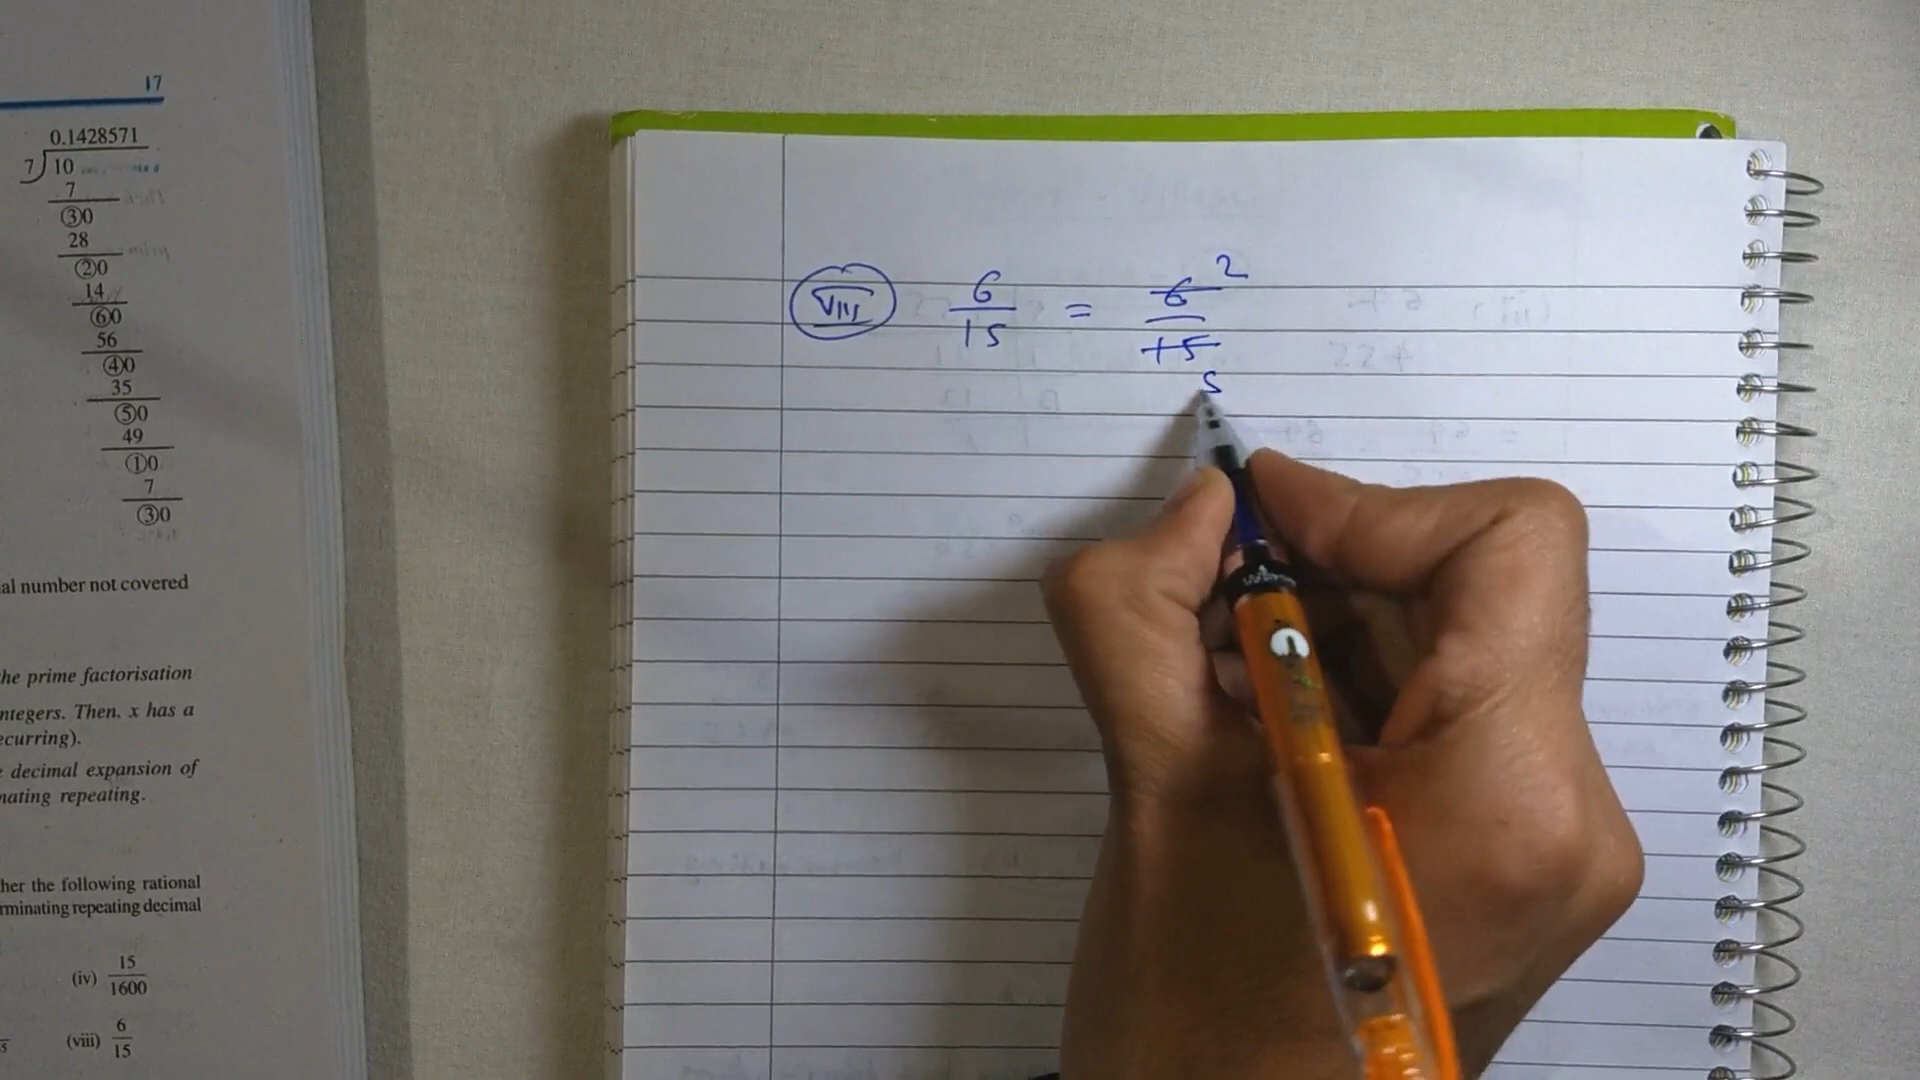 17
0.1428571
7 10
7
30
28
20
14
60
56
40
35
50
49
10
7
30
al number not covered
he prime factorisation
ntegers. Then, x has a
ecurring).
decimal expansion of
nating repeating.
her the following rational
rminating repeating decimal
(iv) 15/1600
(viii) 6/15
VIII 6/15 = 6/15 2 5